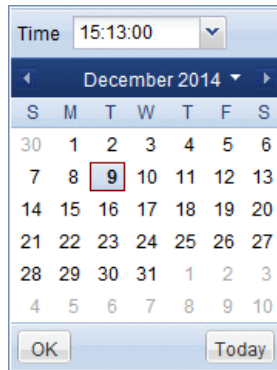 Time 15:13:00
December 2014
S M T W T F S
30 1 2 3 4 5 6
7 8 9 10 11 12 13
14 15 16 17 18 19 20
21 22 23 24 25 26 27
28 29 30 31 1 2 3
4 5 6 7 8 9 10
OK Today